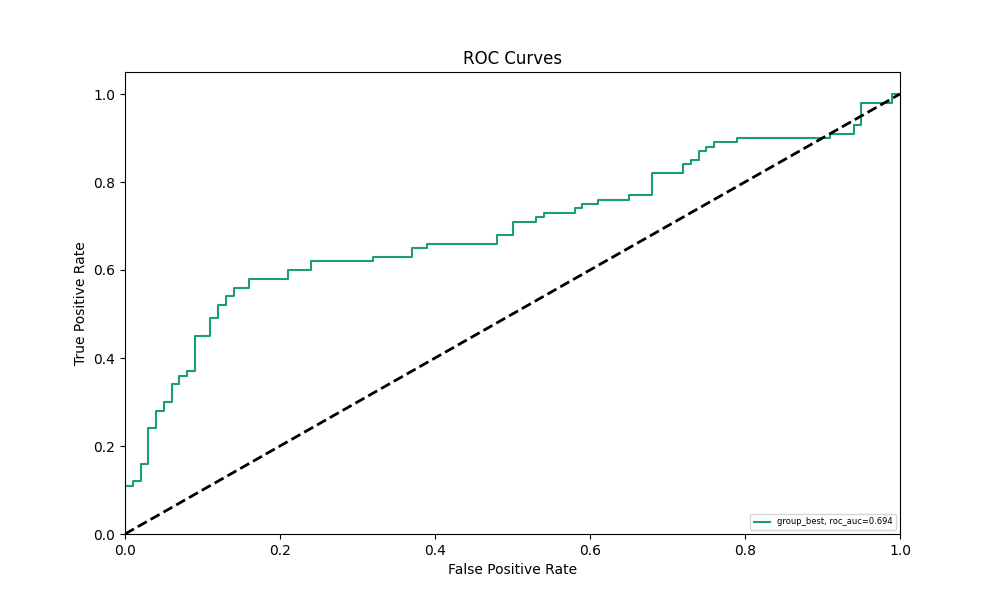 ROC Curves
True Positive Rate
1.0
0.8
0.6
0.4
0.2
0.0
group_best, roc_auc=0.694
0.0 0.2 0.4 0.6 0.8 1.0
False Positive Rate